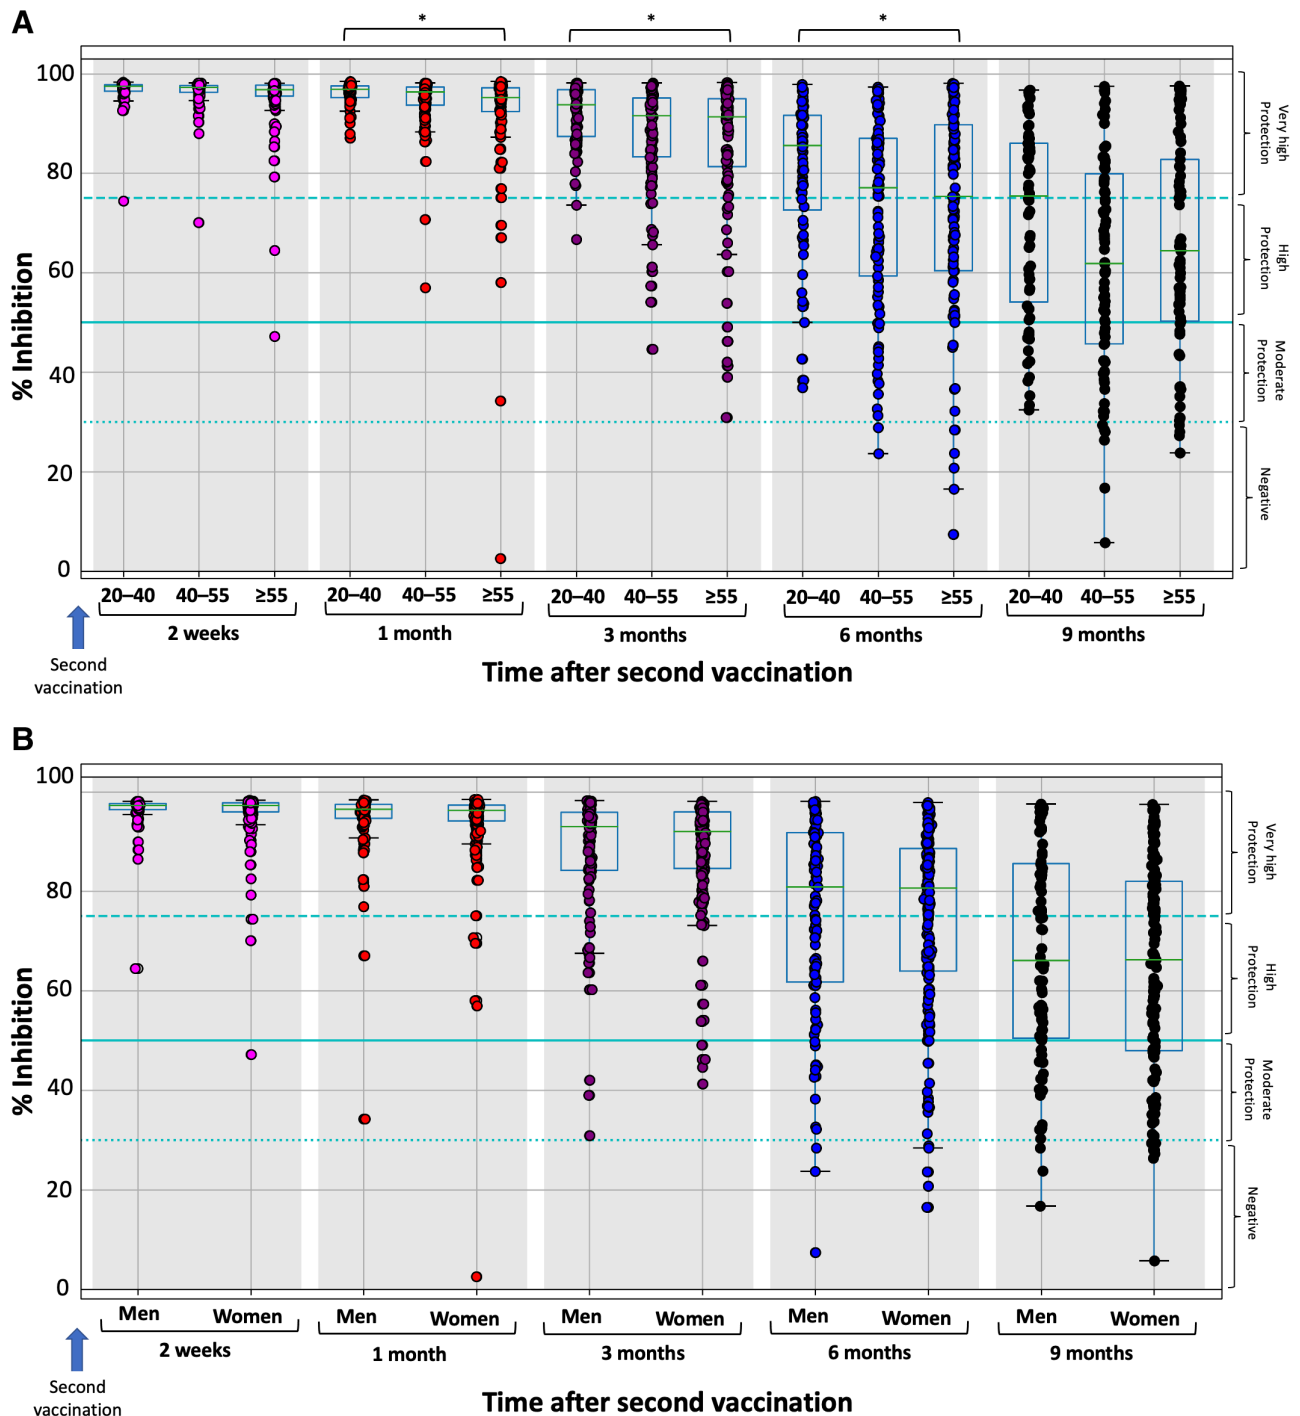 A
* * *
100
80
60
40
20
0
% Inhibition
Very high
Protection
High
Protection
Moderate
Protection
Negative
20–40 40–55 ≥55 20–40 40–55 ≥55 20–40 40–55 ≥55 20–40 40–55 ≥55 20–40 40–55 ≥55
2 weeks 1 month 3 months 6 months 9 months
Second
vaccination
Time after second vaccination
B
100
80
60
40
20
0
% Inhibition
Very high
Protection
High
Protection
Moderate
Protection
Negative
Men Women Men Women Men Women Men Women Men Women
2 weeks 1 month 3 months 6 months 9 months
Second
vaccination
Time after second vaccination